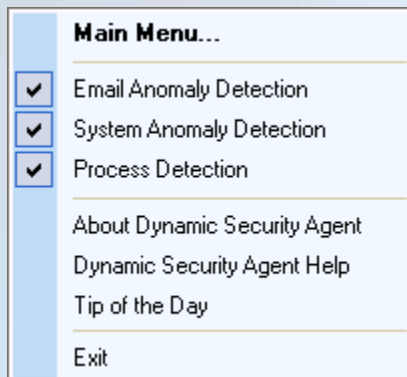 Main Menu...
Email Anomaly Detection
System Anomaly Detection
Process Detection
About Dynamic Security Agent
Dynamic Security Agent Help
Tip of the Day
Exit